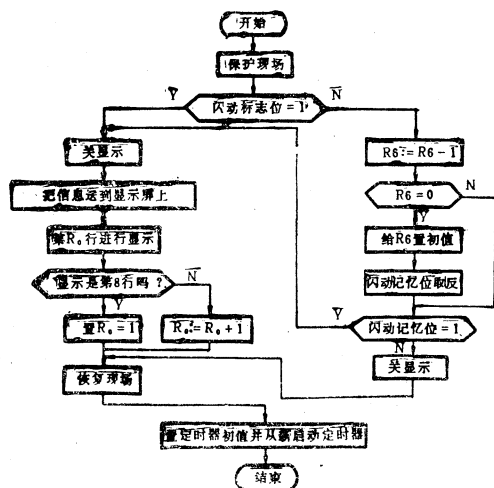 开始
保护现场
Y
闪动标志位=1
N
关显示
R6:=R6-1
把信息送到显示屏上
R6=0
N
Y
第R₀行进行显示
给R6置初值
显示是第8行吗？
N
闪动记忆位取反
Y
Y
置R₀=1
R₀:=R₀+1
闪动记忆位=1
N
恢复现场
关显示
置定时器初值并从新启动定时器
结束